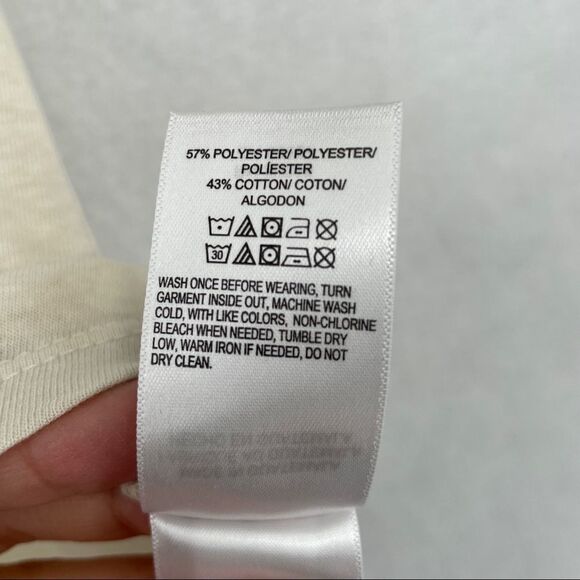 57% POLYESTER/ POLYESTER/
POLÍESTER
43% COTTON/ COTON/
ALGODON
30
WASH ONCE BEFORE WEARING, TURN
GARMENT INSIDE OUT, MACHINE WASH
COLD, WITH LIKE COLORS, NON-CHLORINE
BLEACH WHEN NEEDED, TUMBLE DRY
LOW, WARM IRON IF NEEDED, DO NOT
DRY CLEAN.